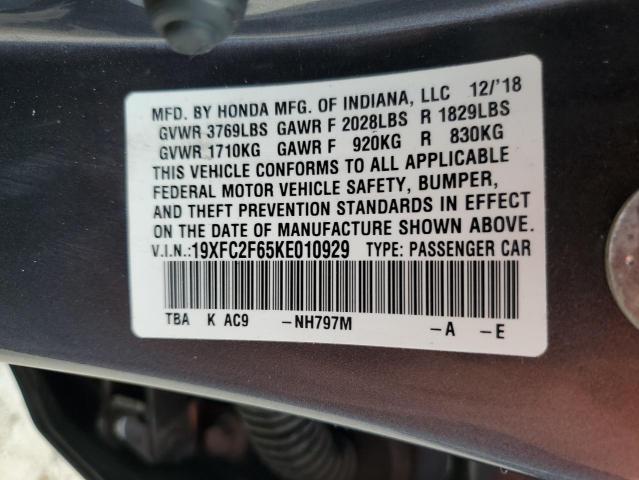 MFD. BY HONDA MFG. OF INDIANA, LLC 12/'18
GVWR 3769LBS GAWR F 2028LBS R 1829LBS
GVWR 1710KG GAWR F 920KG R 830KG
THIS VEHICLE CONFORMS TO ALL APPLICABLE
FEDERAL MOTOR VEHICLE SAFETY, BUMPER,
AND THEFT PREVENTION STANDARDS IN EFFECT
ON THE DATE OF MANUFACTURE SHOWN ABOVE.
V.I.N.:19XFC2F65KE010929 TYPE: PASSENGER CAR
TBA K AC9 -NH797M -A -E